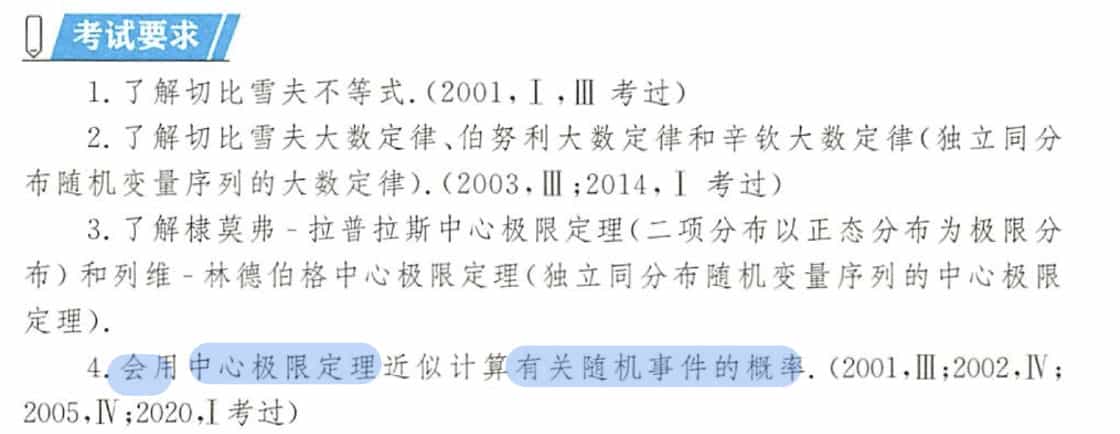 考试要求
1. 了解切比雪夫不等式.(2001,Ⅰ,Ⅲ 考过)
2. 了解切比雪夫大数定律、伯努利大数定律和辛钦大数定律(独立同分
布随机变量序列的大数定律).(2003,Ⅲ;2014,Ⅰ 考过)
3. 了解棣莫弗-拉普拉斯中心极限定理(二项分布以正态分布为极限分
布)和列维-林德伯格中心极限定理(独立同分布随机变量序列的中心极限
定理).
4. 会用中心极限定理近似计算有关随机事件的概率.(2001,Ⅲ;2002,Ⅳ;
2005,Ⅳ;2020,Ⅰ考过)